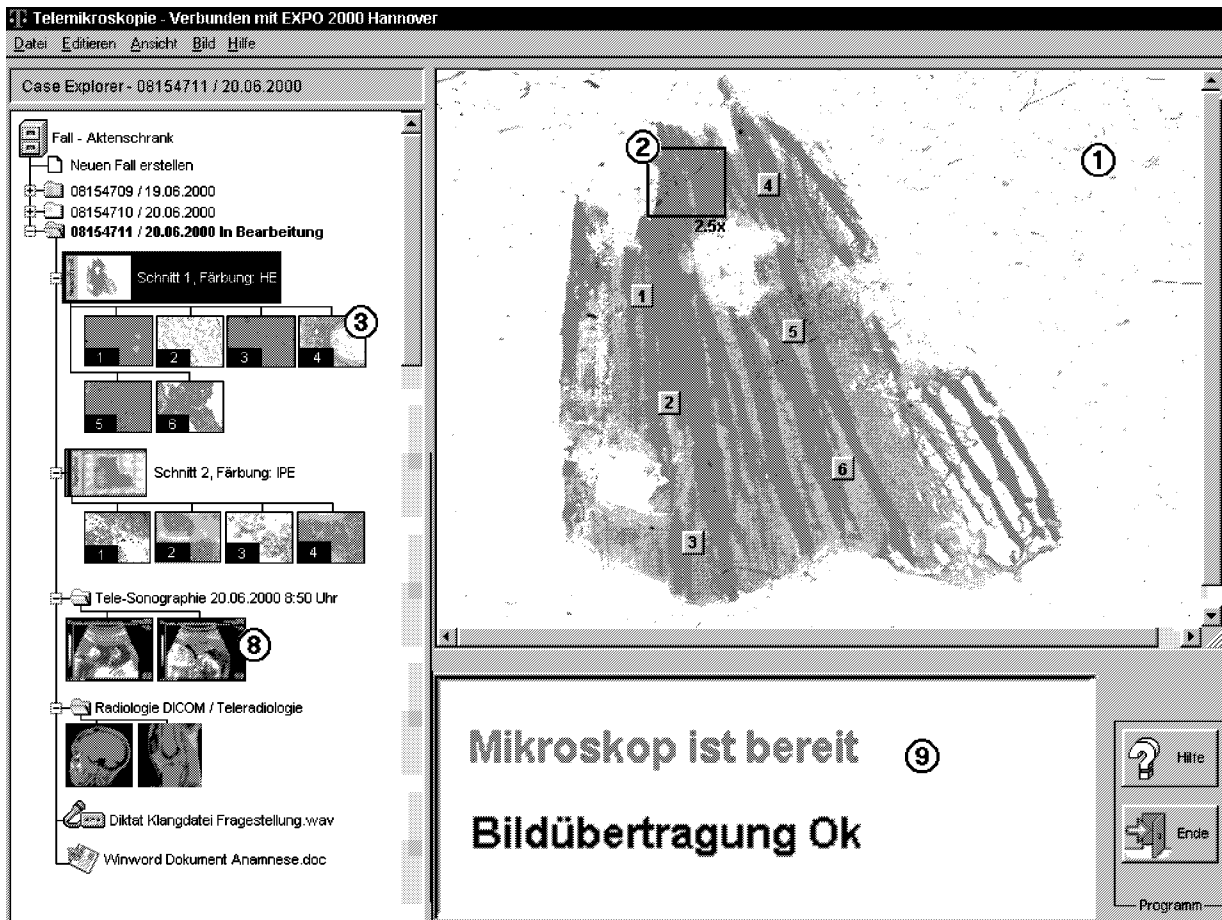 Telemikroskopie - Verbunden mit EXPO 2000 Hannover
Datei Editieren Ansicht Bild Hilfe
Case Explorer - 08154711 / 20.06.2000
Fall - Aktenschrank
Neuen Fall erstellen
08154709 / 19.06.2000
08154710 / 20.06.2000
08154711 / 20.06.2000 In Bearbeitung
Schnitt 1, Färbung: HE
3
1 2 3 4
5 6
Schnitt 2, Färbung: IPE
1 2 3 4
Tele-Sonographie 20.06.2000 8:50 Uhr
8
Radiologie DICOM / Teleradiologie
Diktat Klangdatei Fragestellung.wav
Winword Dokument Anamnese.doc
1
2
4
2.5x
1
5
2
6
3
Mikroskop ist bereit
9
Bildübertragung Ok
Hilfe
Ende
Programm